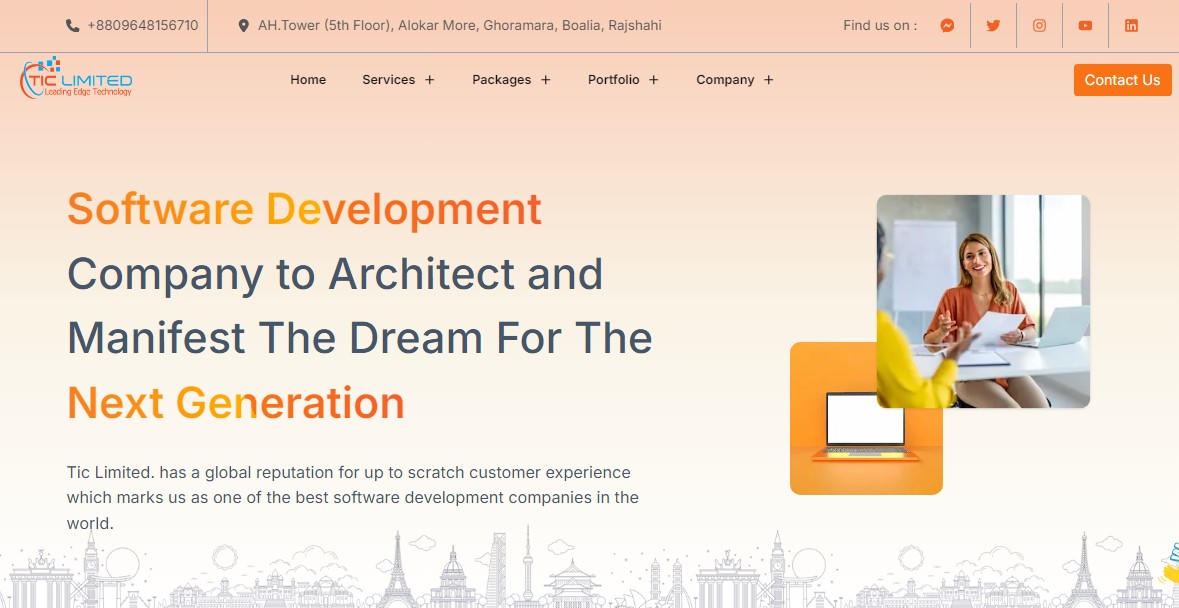 +8809648156710
AH.Tower (5th Floor), Alokar More, Ghoramara, Boalia, Rajshahi
Find us on :
TIC LIMITED
Leading Edge Technology
Home
Services +
Packages +
Portfolio +
Company +
Contact Us
Software Development
Company to Architect and
Manifest The Dream For The
Next Generation
Tic Limited. has a global reputation for up to scratch customer experience
which marks us as one of the best software development companies in the
world.